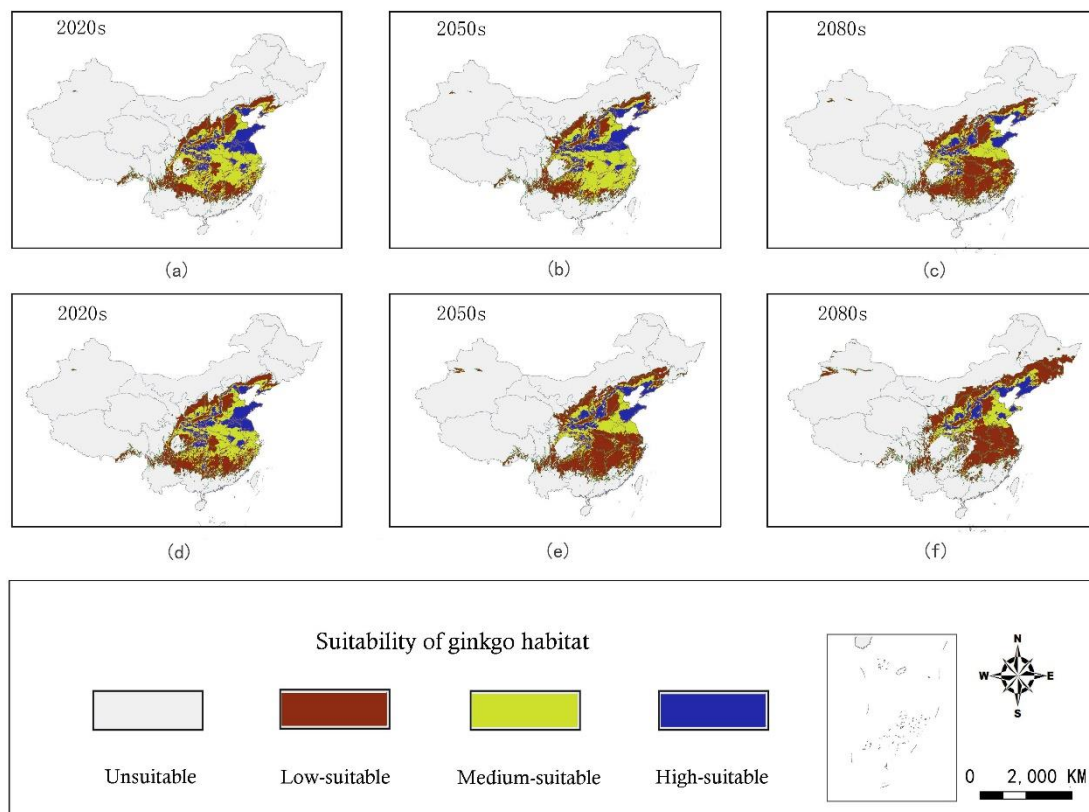 2020s
2050s
2080s
(a)
(b)
(c)
2020s
2050s
2080s
(d)
(e)
(f)
Suitability of ginkgo habitat
Unsuitable
Low-suitable
Medium-suitable
High-suitable
N
W
E
S
0 2,000 KM